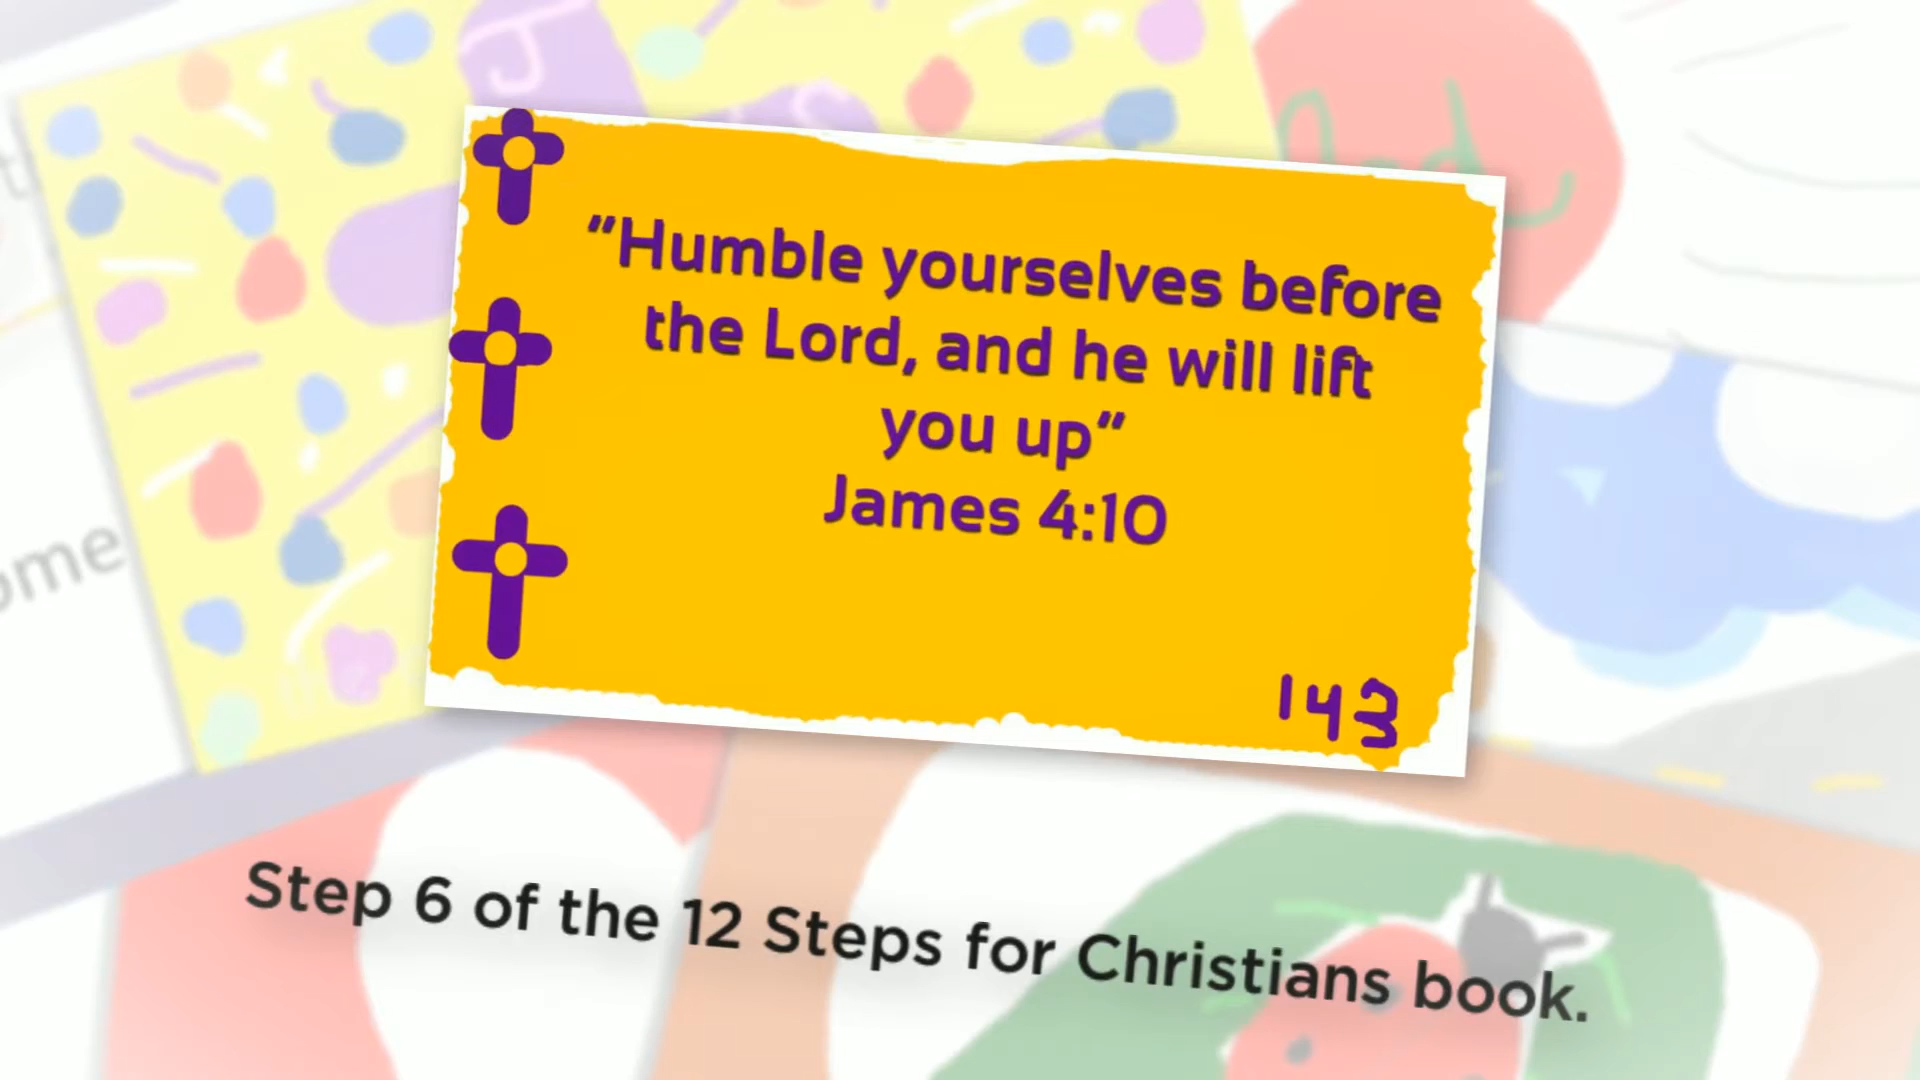 “Humble yourselves before
the Lord, and he will lift
you up“
James 4:10
143
Step 6 of the 12 Steps for Christians book.
ome